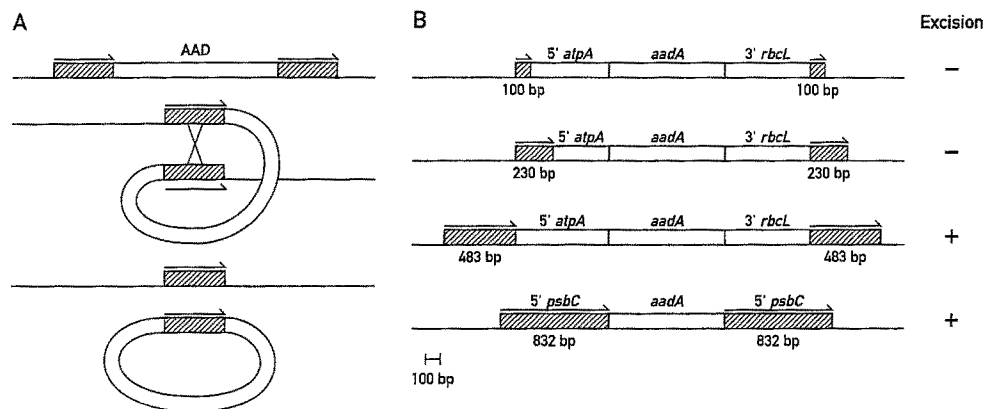 A
AAD
B
Excision
5' atpA aadA 3' rbcL
100 bp 100 bp
−
5' atpA aadA 3' rbcL
230 bp 230 bp
−
5' atpA aadA 3' rbcL
483 bp 483 bp
+
5' psbC aadA 5' psbC
832 bp 832 bp
+
100 bp